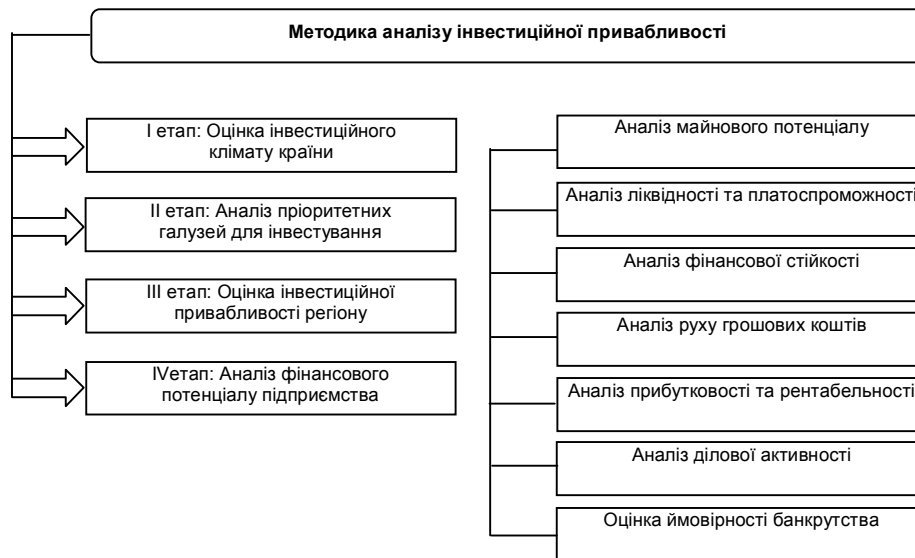 Методика аналізу інвестиційної привабливості
І етап: Оцінка інвестиційного
клімату країни
ІІ етап: Аналіз пріоритетних
галузей для інвестування
ІІІ етап: Оцінка інвестиційної
привабливості регіону
ІVетап: Аналіз фінансового
потенціалу підприємства
Аналіз майнового потенціалу
Аналіз ліквідності та платоспроможності
Аналіз фінансової стійкості
Аналіз руху грошових коштів
Аналіз прибутковості та рентабельності
Аналіз ділової активності
Оцінка ймовірності банкрутства